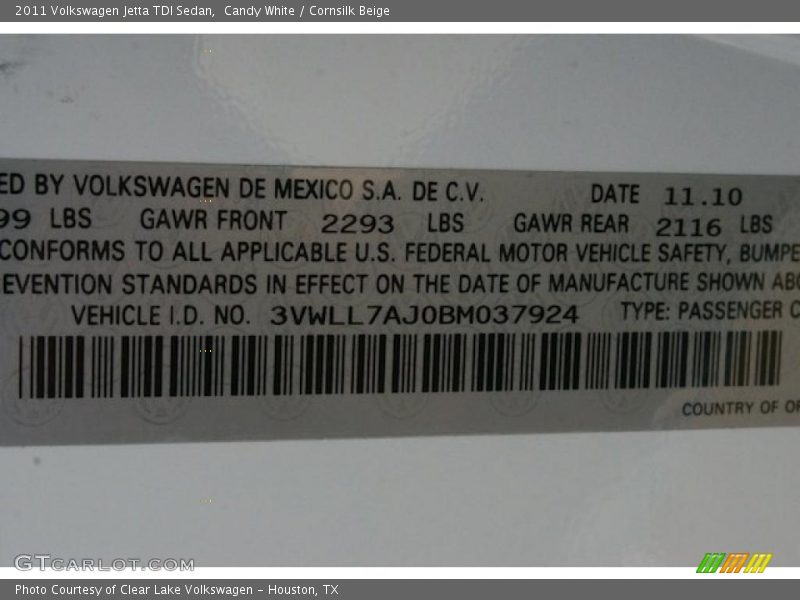 2011 Volkswagen Jetta TDI Sedan, Candy White / Cornsilk Beige
ED BY VOLKSWAGEN DE MEXICO S.A. DE C.V. DATE 11.10
99 LBS GAWR FRONT 2293 LBS GAWR REAR 2116 LBS
CONFORMS TO ALL APPLICABLE U.S. FEDERAL MOTOR VEHICLE SAFETY, BUMPE
EVENTION STANDARDS IN EFFECT ON THE DATE OF MANUFACTURE SHOWN ABO
VEHICLE I.D. NO. 3VWLL7AJ0BM037924 TYPE: PASSENGER C
COUNTRY OF OR
GTCARLOT.COM
Photo Courtesy of Clear Lake Volkswagen - Houston, TX